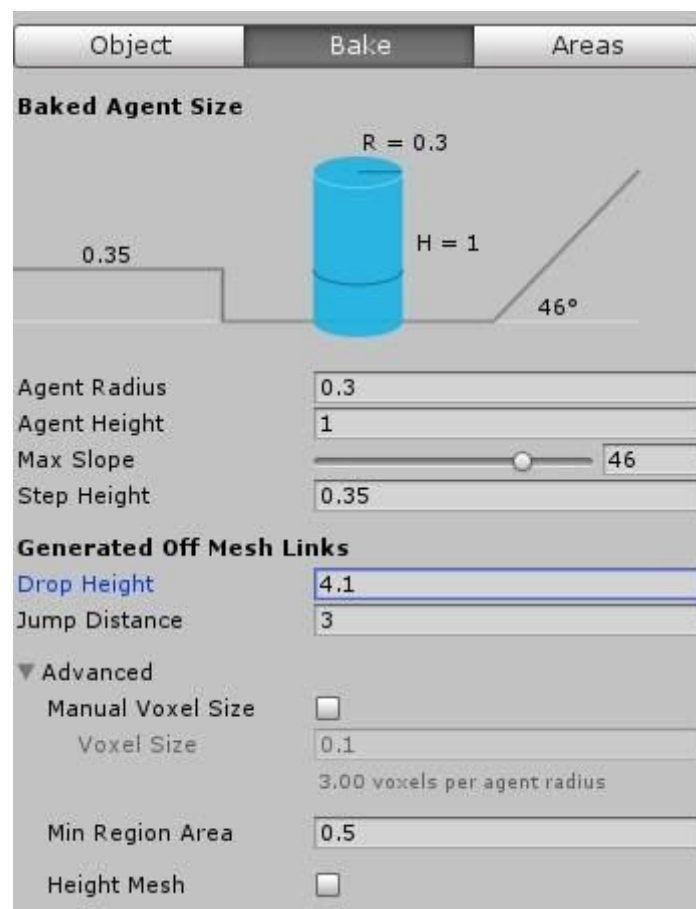 Object Bake Areas
Baked Agent Size
R = 0.3
0.35
H = 1
46°
Agent Radius 0.3
Agent Height 1
Max Slope 46
Step Height 0.35
Generated Off Mesh Links
Drop Height 4.1
Jump Distance 3
Advanced
Manual Voxel Size
Voxel Size 0.1
3.00 voxels per agent radius
Min Region Area 0.5
Height Mesh